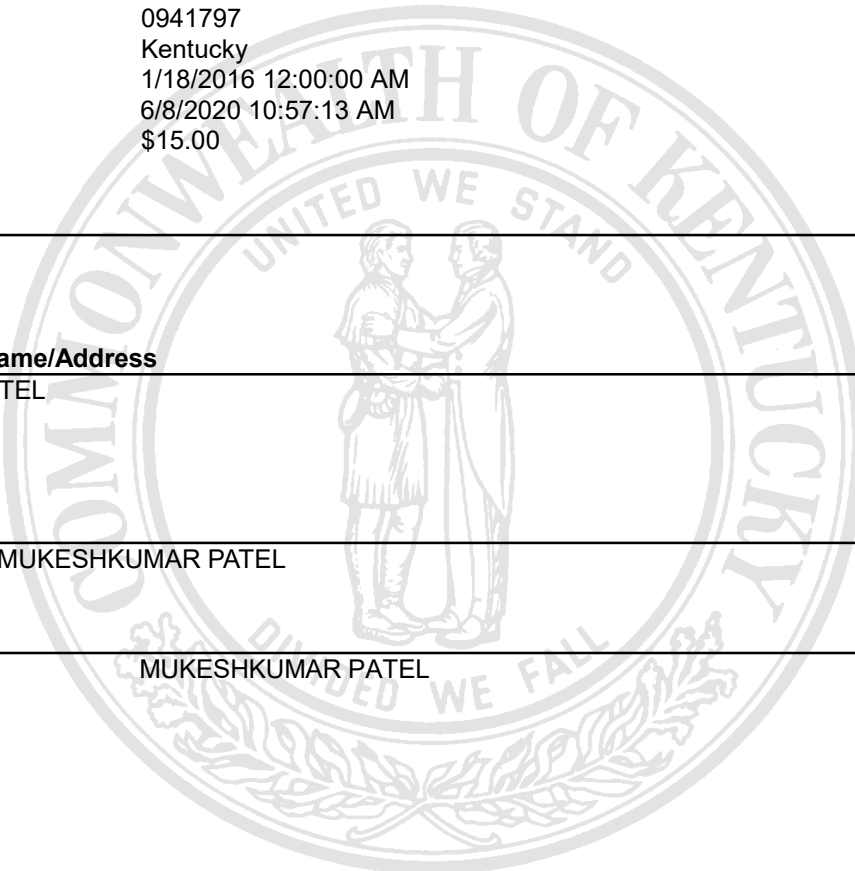 0941797
Kentucky
1/18/2016 12:00:00 AM
6/8/2020 10:57:13 AM
$15.00
COMMONWEALTH OF KENTUCKY
UNITED WE STAND
ame/Address
TEL
MUKESHKUMAR PATEL
MUKESHKUMAR PATEL
DIVIDED WE FALL